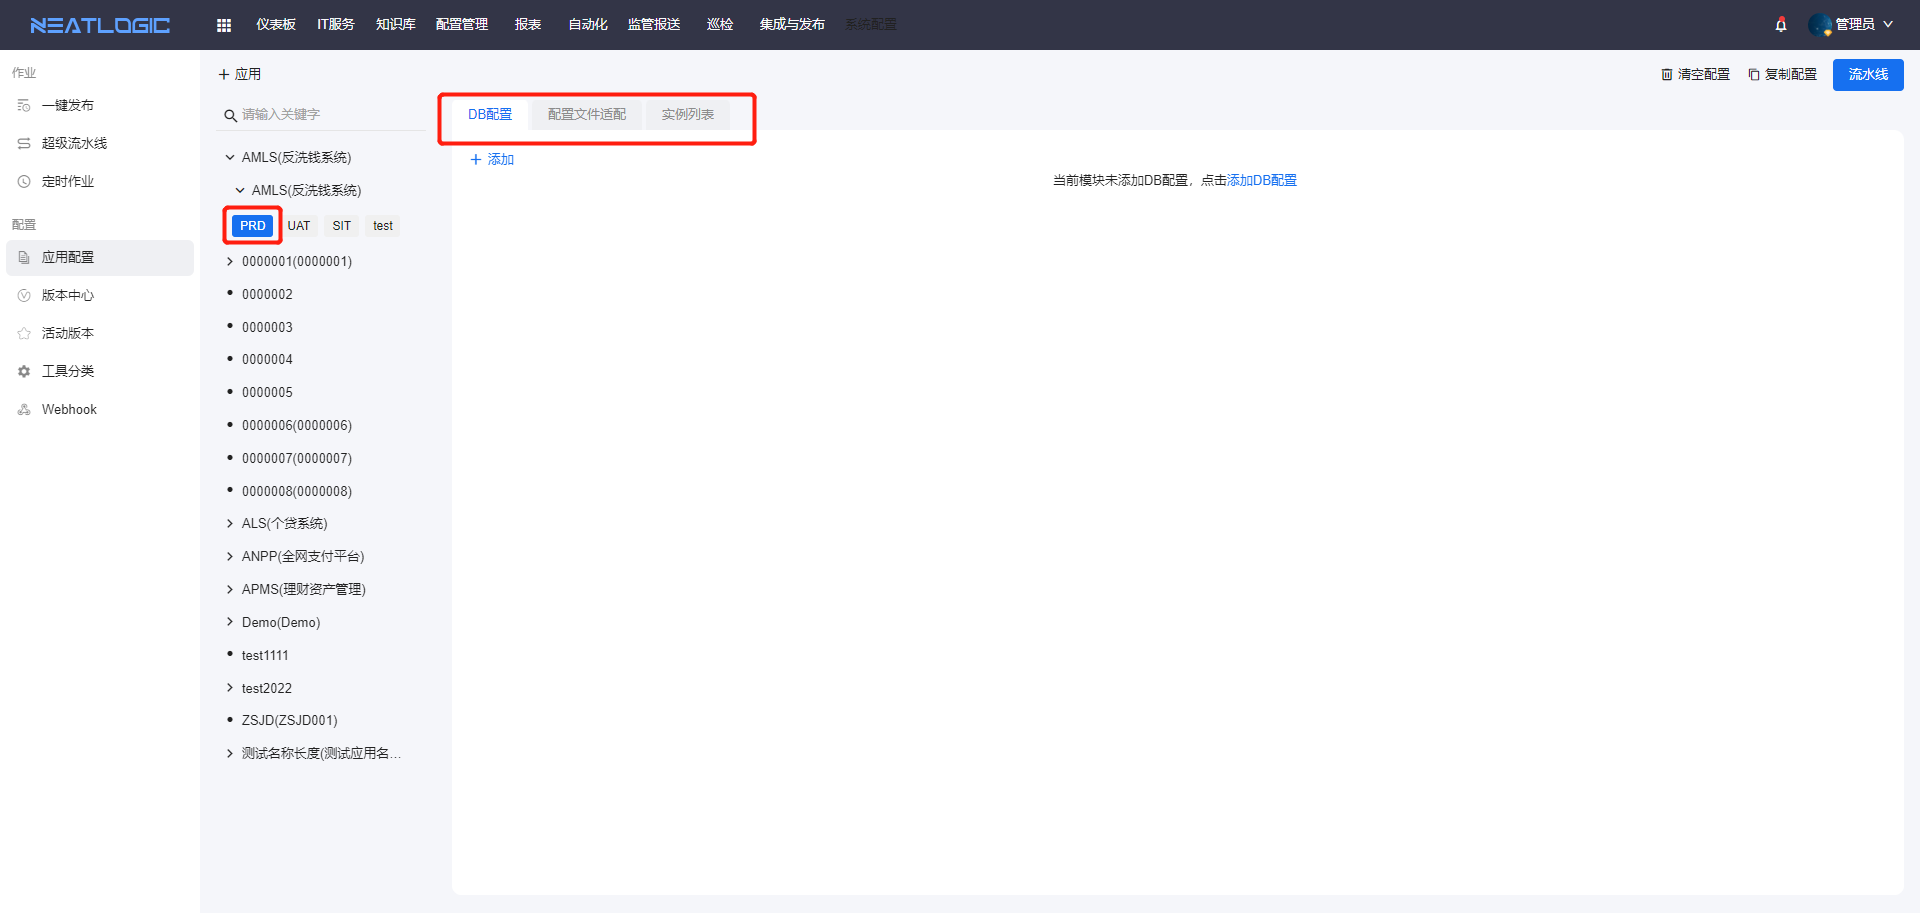 NEATLOGIC
仪表板 IT服务 知识库 配置管理 报表 自动化 监管报送 巡检 集成与发布 系统配置
管理员
作业
一键发布
超级流水线
定时作业
配置
应用配置
版本中心
活动版本
工具分类
Webhook
应用
清空配置 复制配置 流水线
请输入关键字
AMLS(反洗钱系统)
AMLS(反洗钱系统)
PRD UAT SIT test
0000001(0000001)
0000002
0000003
0000004
0000005
0000006(0000006)
0000007(0000007)
0000008(0000008)
ALS(个贷系统)
ANPP(全网支付平台)
APMS(理财资产管理)
Demo(Demo)
test1111
test2022
ZSJD(ZSJD001)
测试名称长度(测试应用名...
DB配置 配置文件适配 实例列表
添加
当前模块未添加DB配置，点击添加DB配置